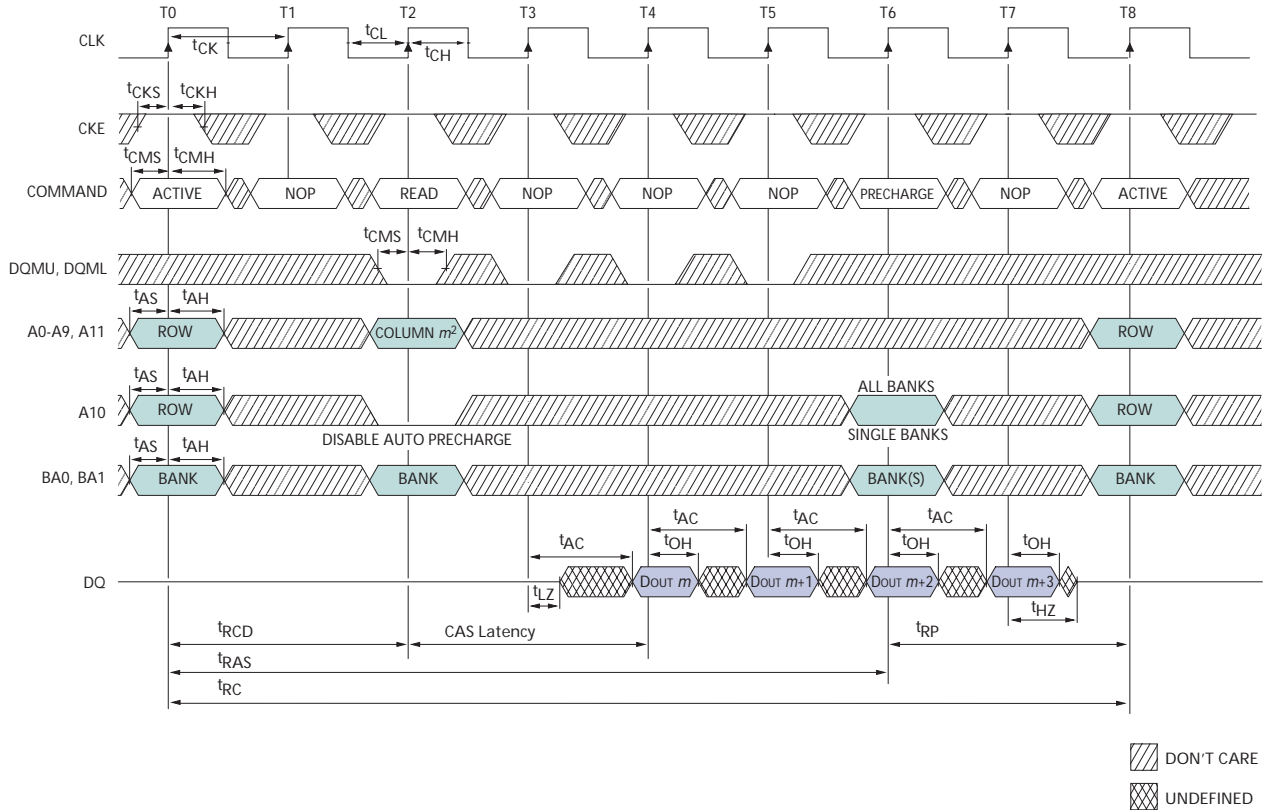 T0 T1 T2 T3 T4 T5 T6 T7 T8
CLK
tCK tCL tCH
tCKS tCKH
CKE
tCMS tCMH
COMMAND ACTIVE NOP READ NOP NOP NOP PRECHARGE NOP ACTIVE
tCMS tCMH
DQMU, DQML
tAS tAH
A0-A9, A11 ROW COLUMN m2 ROW
tAS tAH
ALL BANKS
A10 ROW ROW
DISABLE AUTO PRECHARGE SINGLE BANKS
tAS tAH
BA0, BA1 BANK BANK BANK(S) BANK
tAC tAC tAC tAC
tOH tOH tOH tOH
DQ DOUT m DOUT m+1 DOUT m+2 DOUT m+3
tLZ tHZ
tRCD CAS Latency tRP
tRAS
tRC
DON'T CARE
UNDEFINED